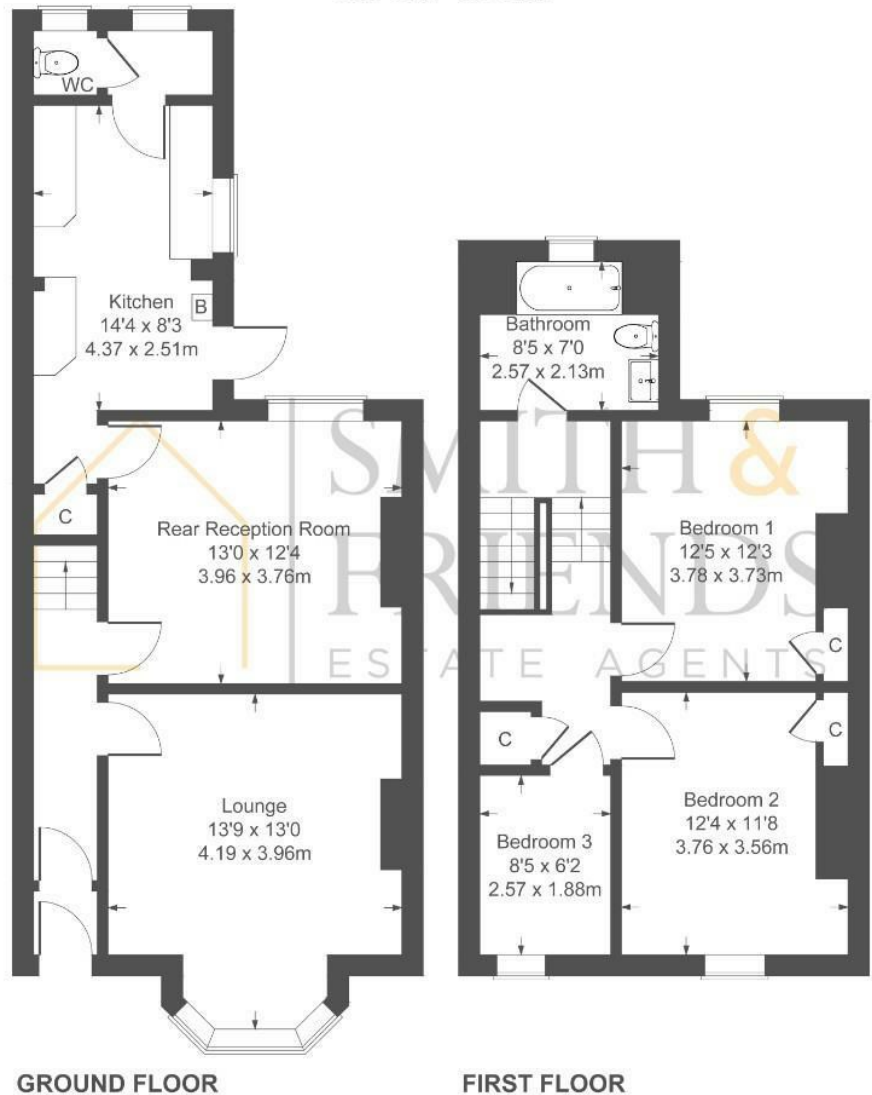 WC
Kitchen
14'4 x 8'3
4.37 x 2.51m
B
C
Rear Reception Room
13'0 x 12'4
3.96 x 3.76m
Lounge
13'9 x 13'0
4.19 x 3.96m
GROUND FLOOR
Bathroom
8'5 x 7'0
2.57 x 2.13m
Bedroom 1
12'5 x 12'3
3.78 x 3.73m
C
C
C
Bedroom 2
12'4 x 11'8
3.76 x 3.56m
Bedroom 3
8'5 x 6'2
2.57 x 1.88m
FIRST FLOOR
SMITH &
FRIENDS
ESTATE AGENTS